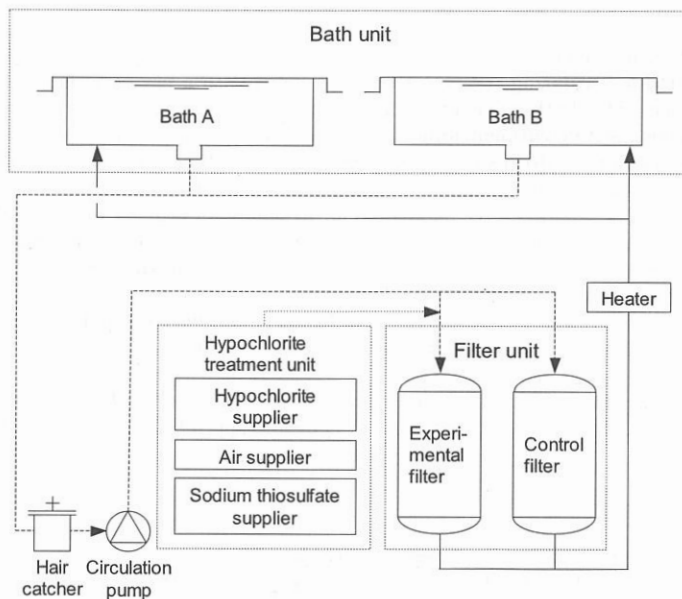 Bath unit
Bath A
Bath B
Heater
Hypochlorite
treatment unit
Hypochlorite
supplier
Air supplier
Sodium thiosulfate
supplier
Filter unit
Experi-
mental
filter
Control
filter
Hair
catcher
Circulation
pump